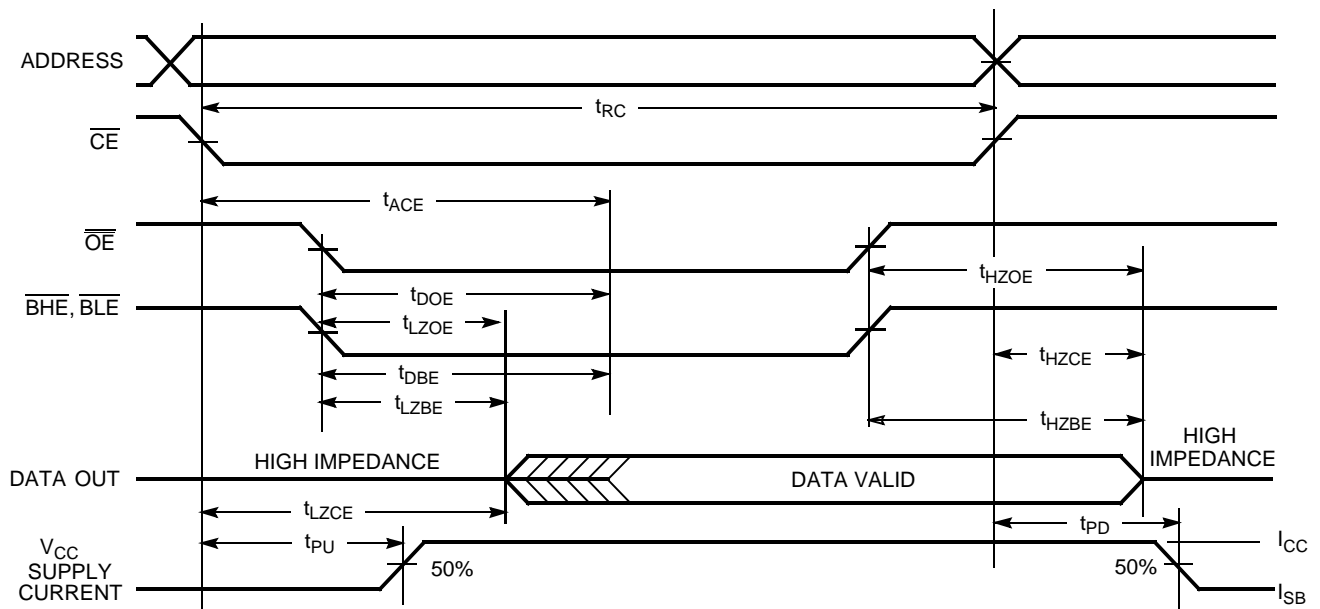 ADDRESS
tRC
CE
tACE
OE
tHZOE
tDOE
BHE, BLE
tLZOE
tHZCE
tDBE
tLZBE
tHZBE
HIGH IMPEDANCE
HIGH
IMPEDANCE
DATA OUT
DATA VALID
tLZCE
tPD
tPU
VCC
SUPPLY
CURRENT
50%
50%
ICC
ISB